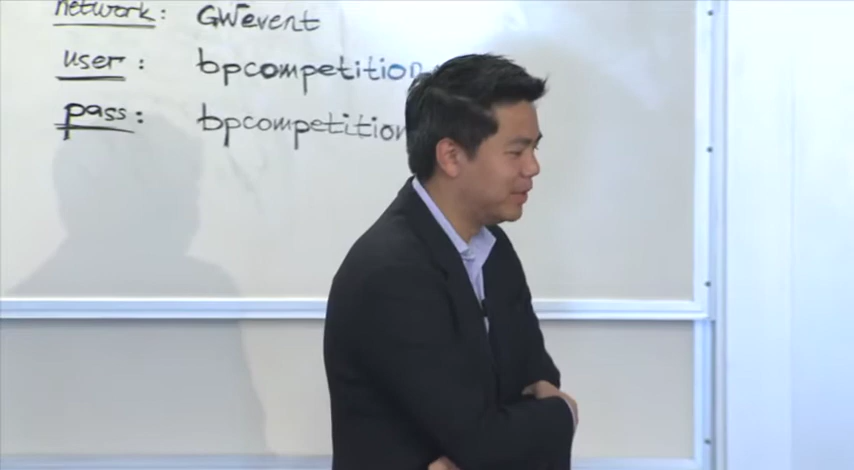 network: GWevent
user: bpcompetition
pass: bpcompetition